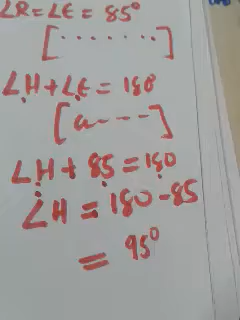 ∠R = ∠E = 85°
[.......]
∠H + ∠E = 180
[a----]
∠H + 85 = 180
∠H = 180 - 85
= 95°